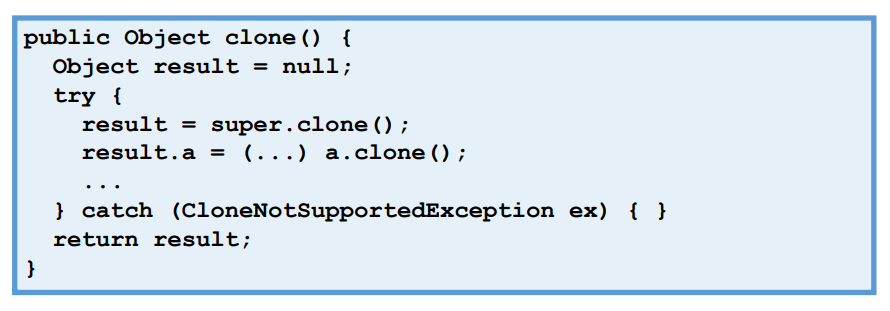 public Object clone() {
  Object result = null;
  try {
    result = super.clone();
    result.a = (...) a.clone();
    ...
  } catch (CloneNotSupportedException ex) { }
  return result;
}